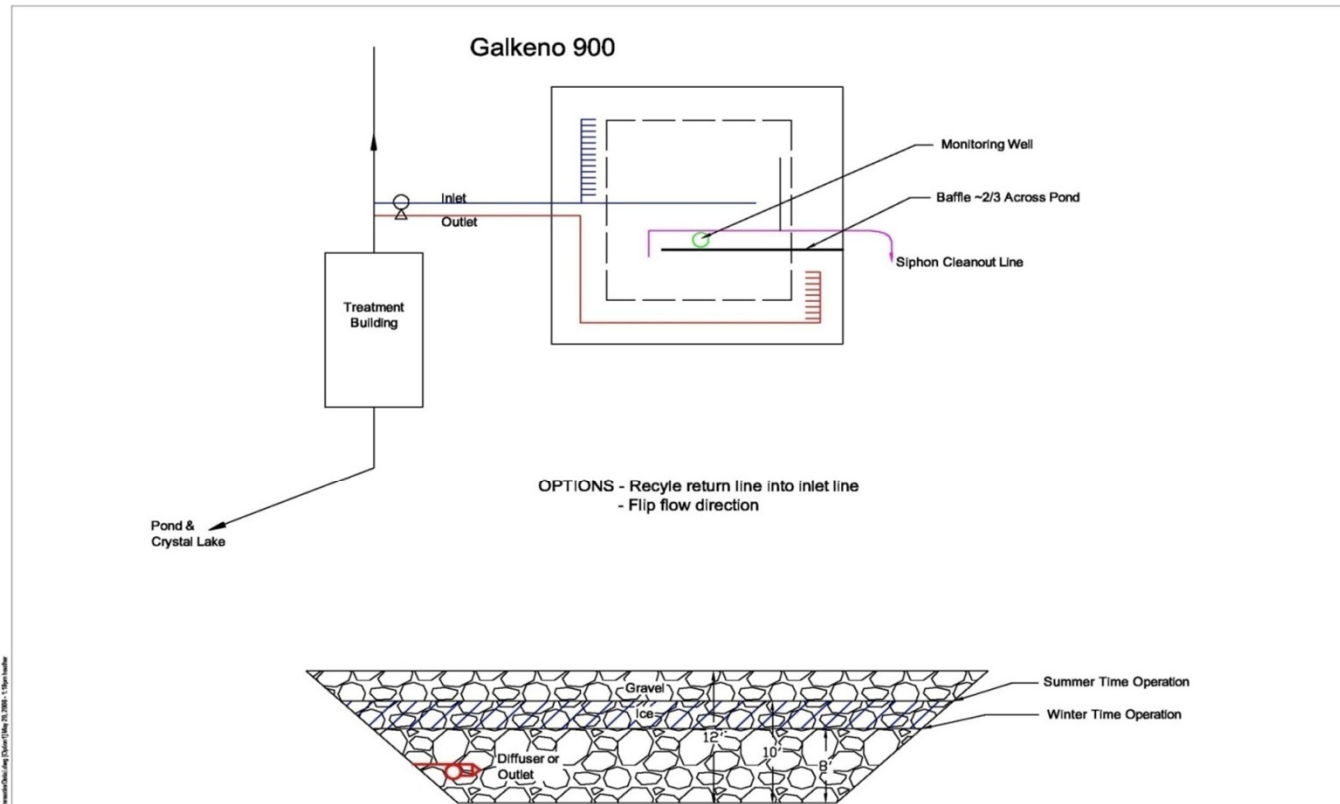 Galkeno 900
Monitoring Well
Inlet
Baffle ~2/3 Across Pond
Outlet
Siphon Cleanout Line
Treatment
Building
OPTIONS - Recyle return line into inlet line
- Flip flow direction
Pond &
Crystal Lake
Gravel
Summer Time Operation
Ice
Winter Time Operation
12'
10'
8'
Diffuser or
Outlet